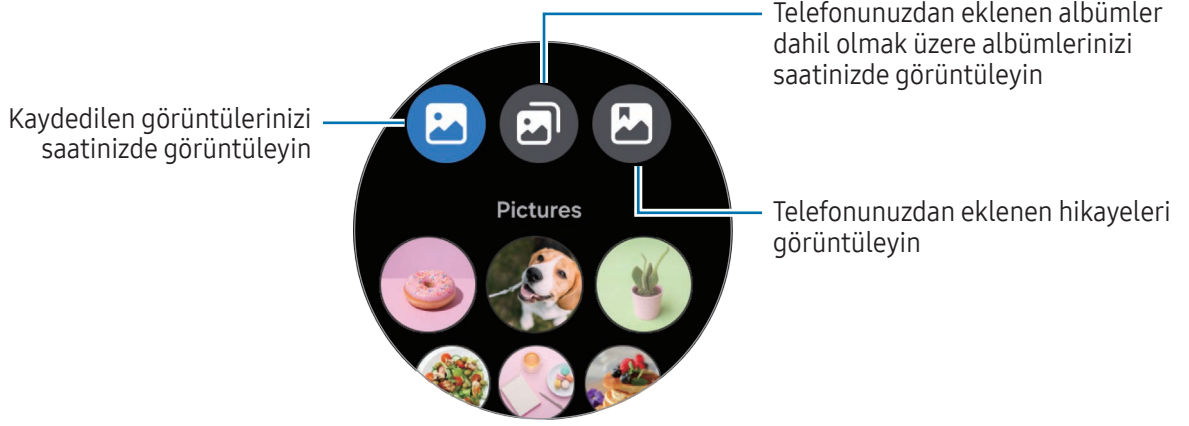 Telefonunuzdan eklenen albümler
dahil olmak üzere albümlerinizi
saatinizde görüntüleyin
Kaydedilen görüntülerinizi
saatinizde görüntüleyin
Pictures
Telefonunuzdan eklenen hikayeleri
görüntüleyin